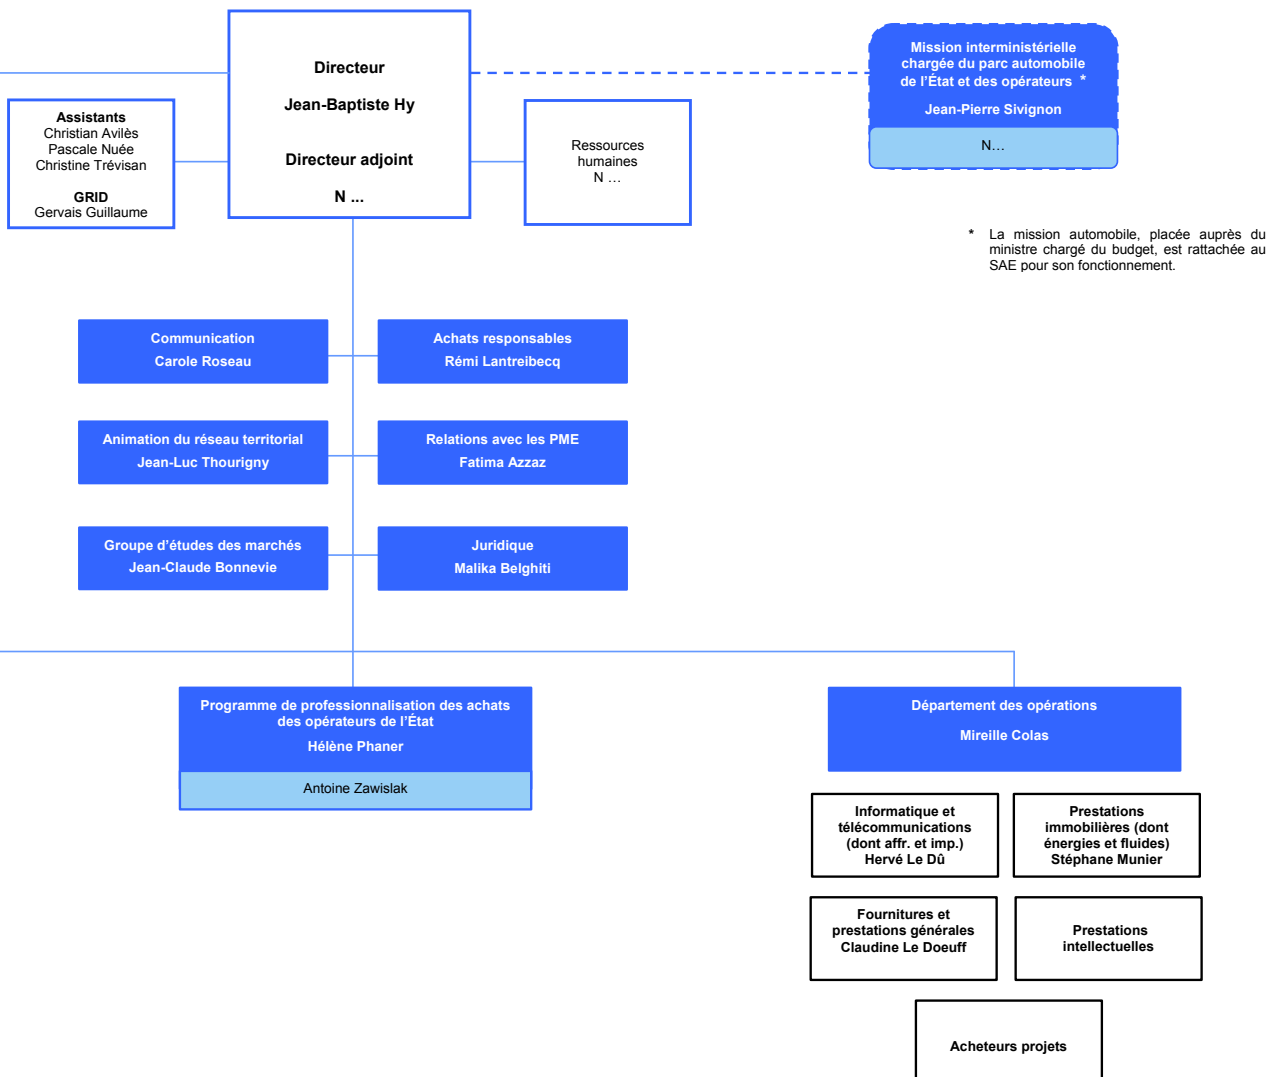 Directeur
Jean-Baptiste Hy
Directeur adjoint
N ...
Assistants
Christian Avilès
Pascale Nuée
Christine Trévisan
GRID
Gervais Guillaume
Ressources
humaines
N ...
Mission interministérielle
chargée du parc automobile
de l’État et des opérateurs *
Jean-Pierre Sivignon
N…
* La mission automobile, placée auprès du
ministre chargé du budget, est rattachée au
SAE pour son fonctionnement.
Communication
Carole Roseau
Achats responsables
Rémi Lantreibecq
Animation du réseau territorial
Jean-Luc Thourigny
Relations avec les PME
Fatima Azzaz
Groupe d’études des marchés
Jean-Claude Bonnevie
Juridique
Malika Belghiti
Programme de professionnalisation des achats
des opérateurs de l’État
Hélène Phaner
Antoine Zawislak
Département des opérations
Mireille Colas
Informatique et
télécommunications
(dont affr. et imp.)
Hervé Le Dû
Prestations
immobilières (dont
énergies et fluides)
Stéphane Munier
Fournitures et
prestations générales
Claudine Le Doeuff
Prestations
intellectuelles
Acheteurs projets